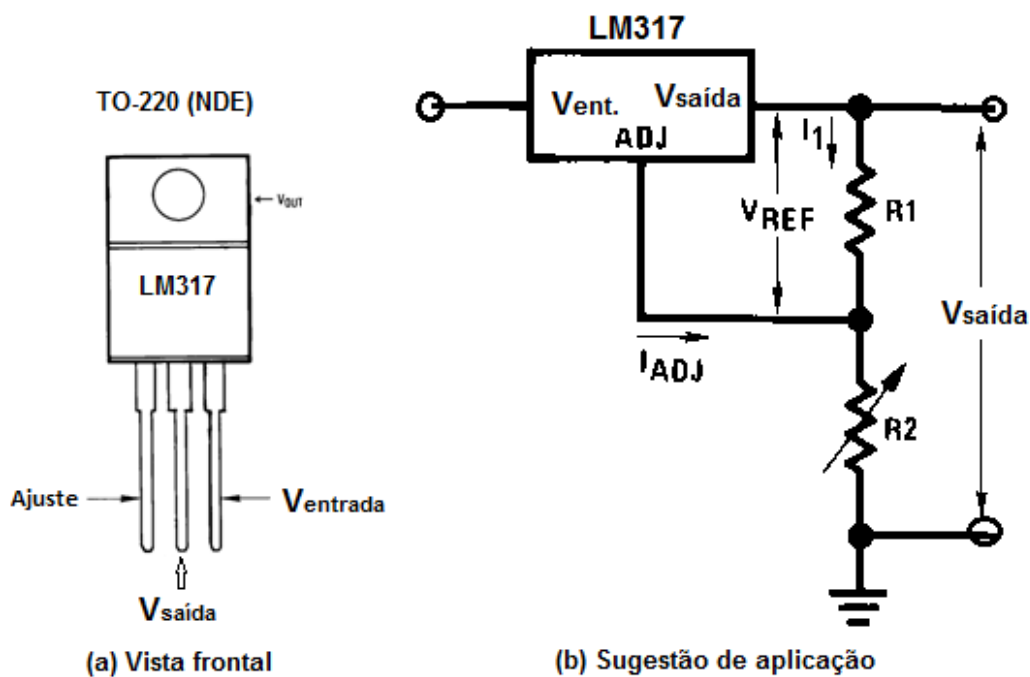 TO-220 (NDE)
← VOUT
LM317
Ajuste
Ventrada
Vsaída
(a) Vista frontal
LM317
Vent.
Vsaída
ADJ
I1
VREF
R1
Vsaída
IADJ
R2
(b) Sugestão de aplicação